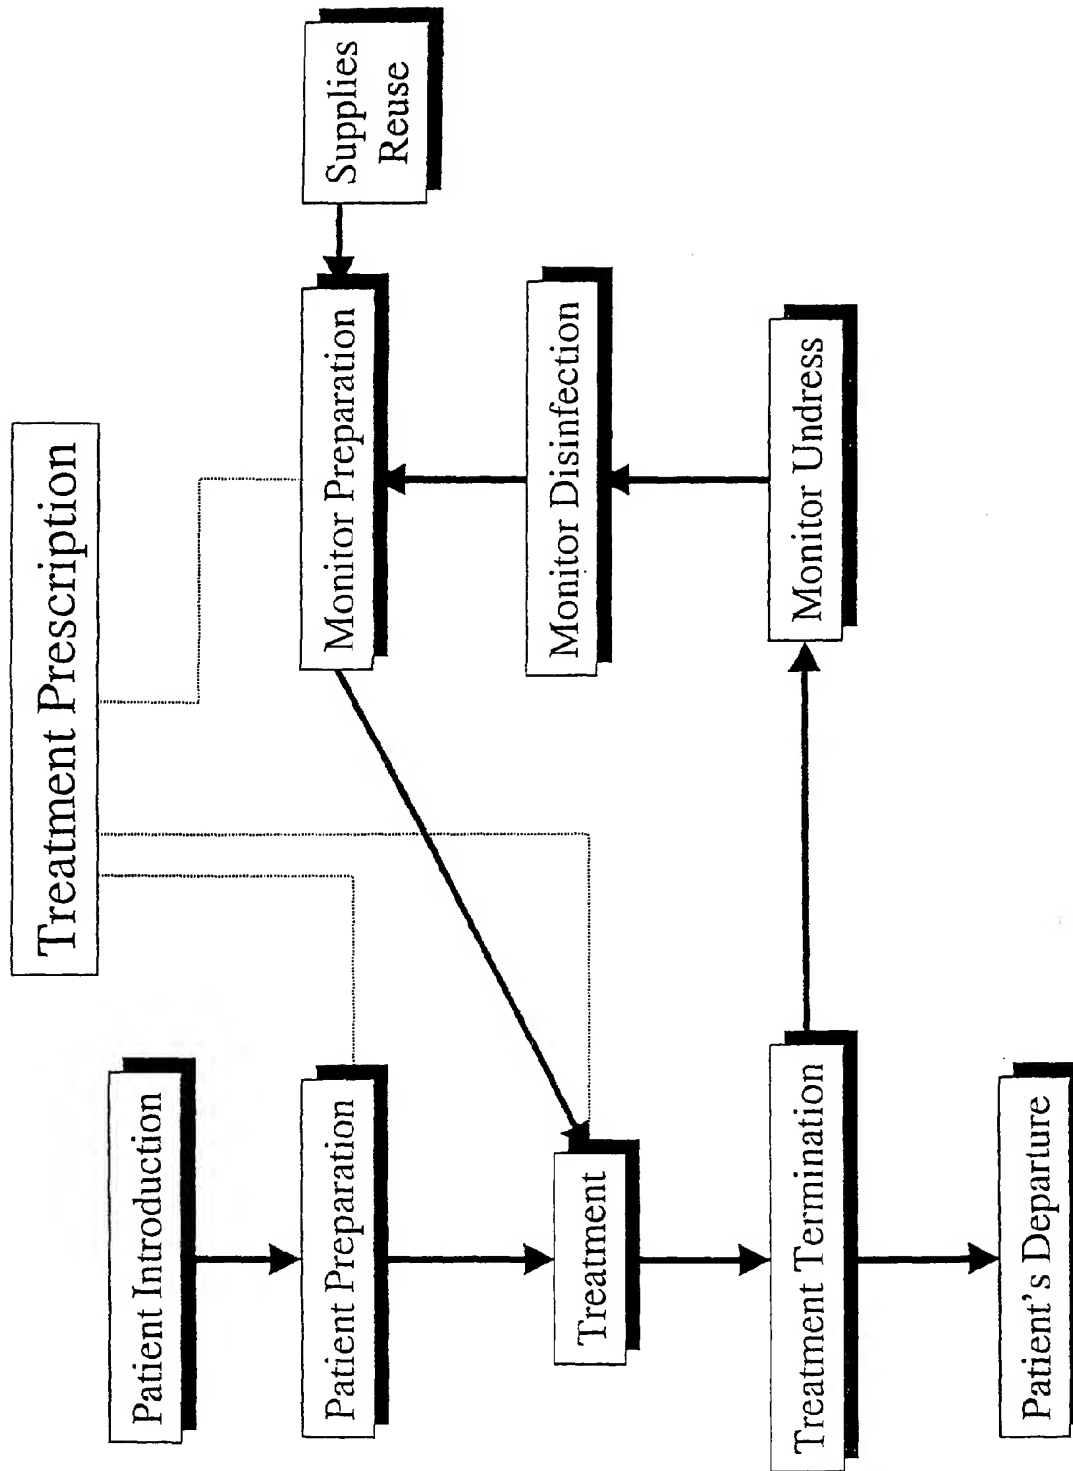 Treatment Prescription
Patient Introduction
Patient Preparation
Treatment
Treatment Termination
Patient's Departure
Supplies
Reuse
Monitor Preparation
Monitor Disinfection
Monitor Undress